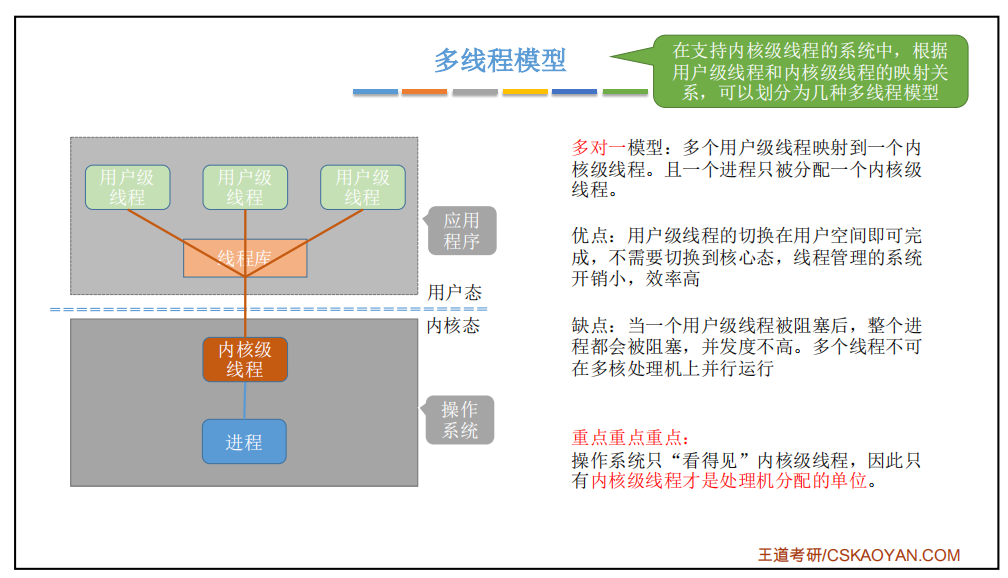 多线程模型
在支持内核级线程的系统中，根据
用户级线程和内核级线程的映射关
系，可以划分为几种多线程模型
用户级
线程
用户级
线程
用户级
线程
线程库
应用
程序
用户态
内核态
内核级
线程
进程
操作
系统
多对一模型：多个用户级线程映射到一个内
核级线程。且一个进程只被分配一个内核级
线程。
优点：用户级线程的切换在用户空间即可完
成，不需要切换到核心态，线程管理的系统
开销小，效率高
缺点：当一个用户级线程被阻塞后，整个进
程都会被阻塞，并发度不高。多个线程不可
在多核处理机上并行运行
重点重点重点：
操作系统只“看得见”内核级线程，因此只
有内核级线程才是处理机分配的单位。
王道考研/CSKAOYAN.COM